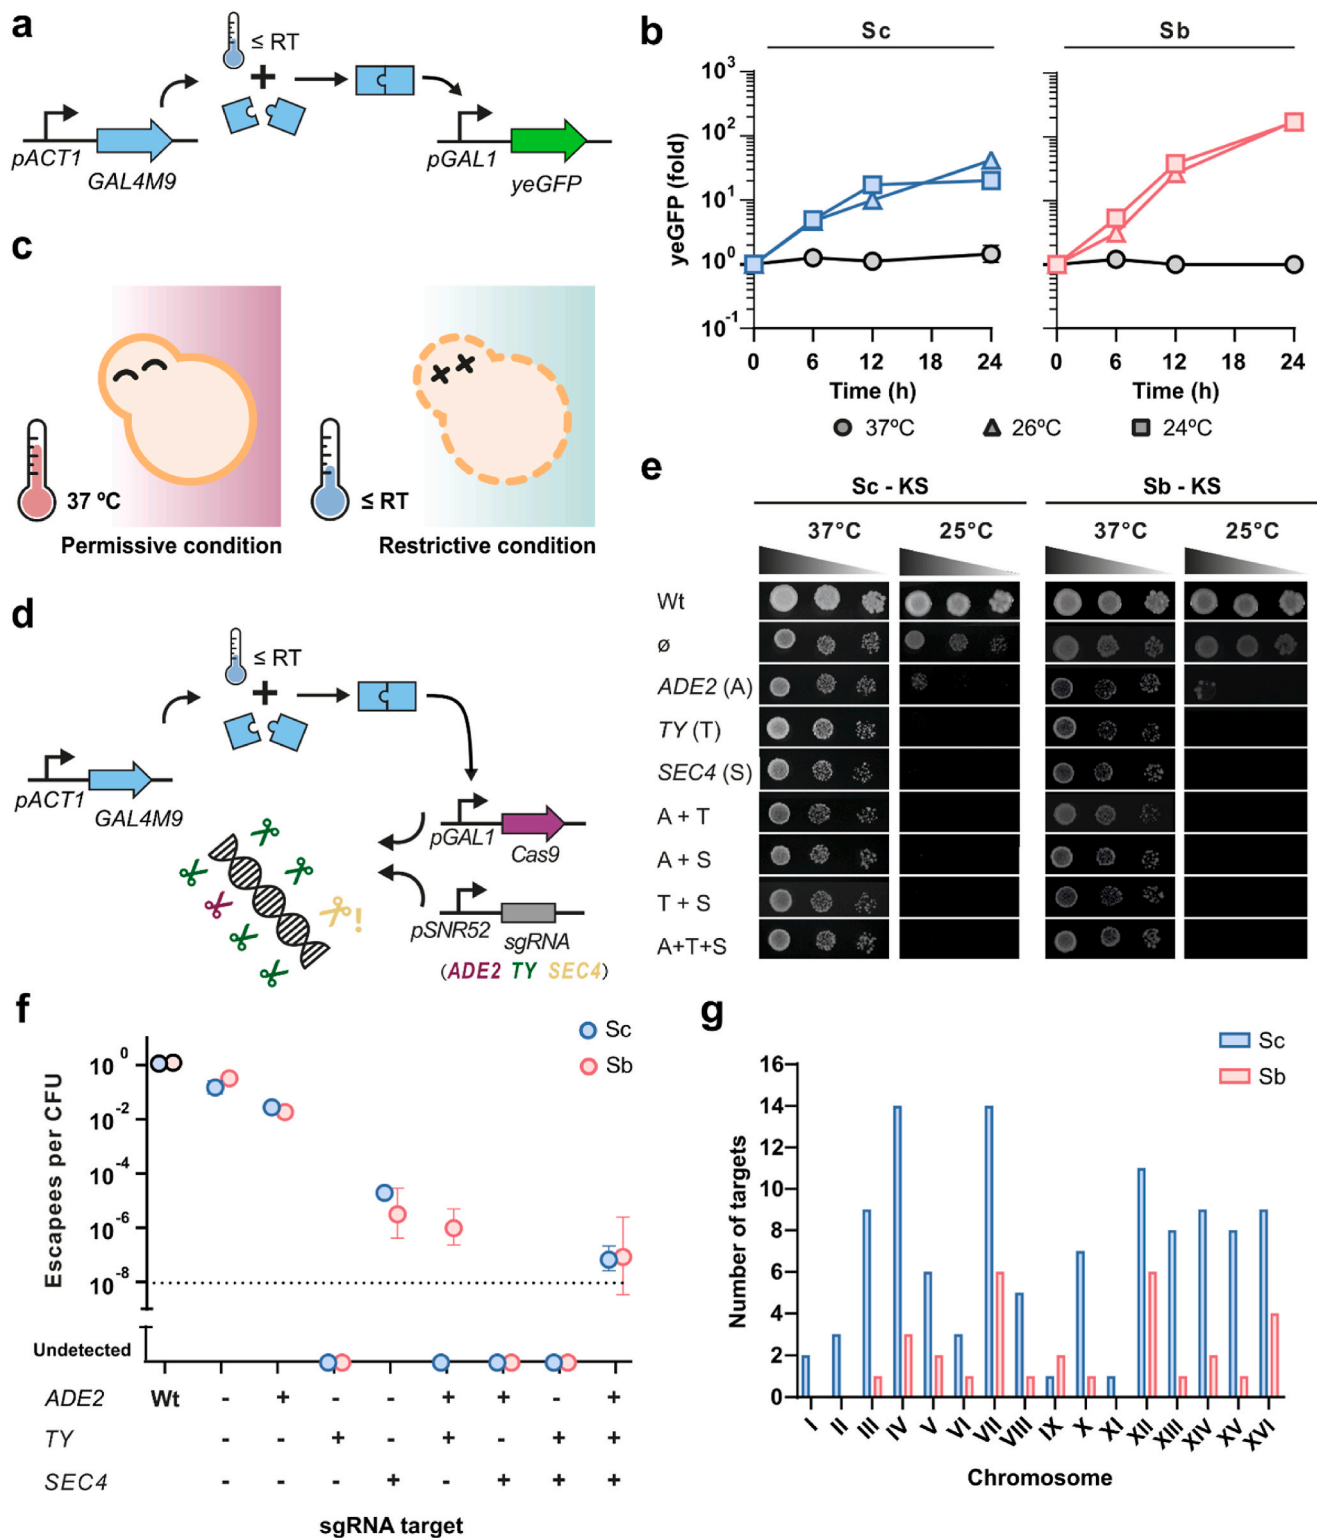 a
≤ RT
pACT1
GAL4M9
pGAL1
yeGFP
b
Sc
Sb
yeGFP (fold)
10³
10²
10¹
10⁰
10⁻¹
0 6 12 18 24
0 6 12 18 24
Time (h)
Time (h)
37ºC
26ºC
24ºC
c
37 ºC
≤ RT
Permissive condition
Restrictive condition
d
≤ RT
pACT1
GAL4M9
pGAL1
Cas9
pSNR52
sgRNA
(ADE2 TY SEC4)
!
e
Sc - KS
Sb - KS
37°C
25°C
37°C
25°C
Wt
ø
ADE2 (A)
TY (T)
SEC4 (S)
A + T
A + S
T + S
A+T+S
f
Sc
Sb
Escapees per CFU
10⁰
10⁻²
10⁻⁴
10⁻⁶
10⁻⁸
Undetected
ADE2 Wt - + - - + + - +
TY - - + - + - + +
SEC4 - - - + - + + +
sgRNA target
g
Sc
Sb
Number of targets
16
14
12
10
8
6
4
2
0
I II III IV V VI VII VIII IX X XI XII XIII XIV XV XVI
Chromosome